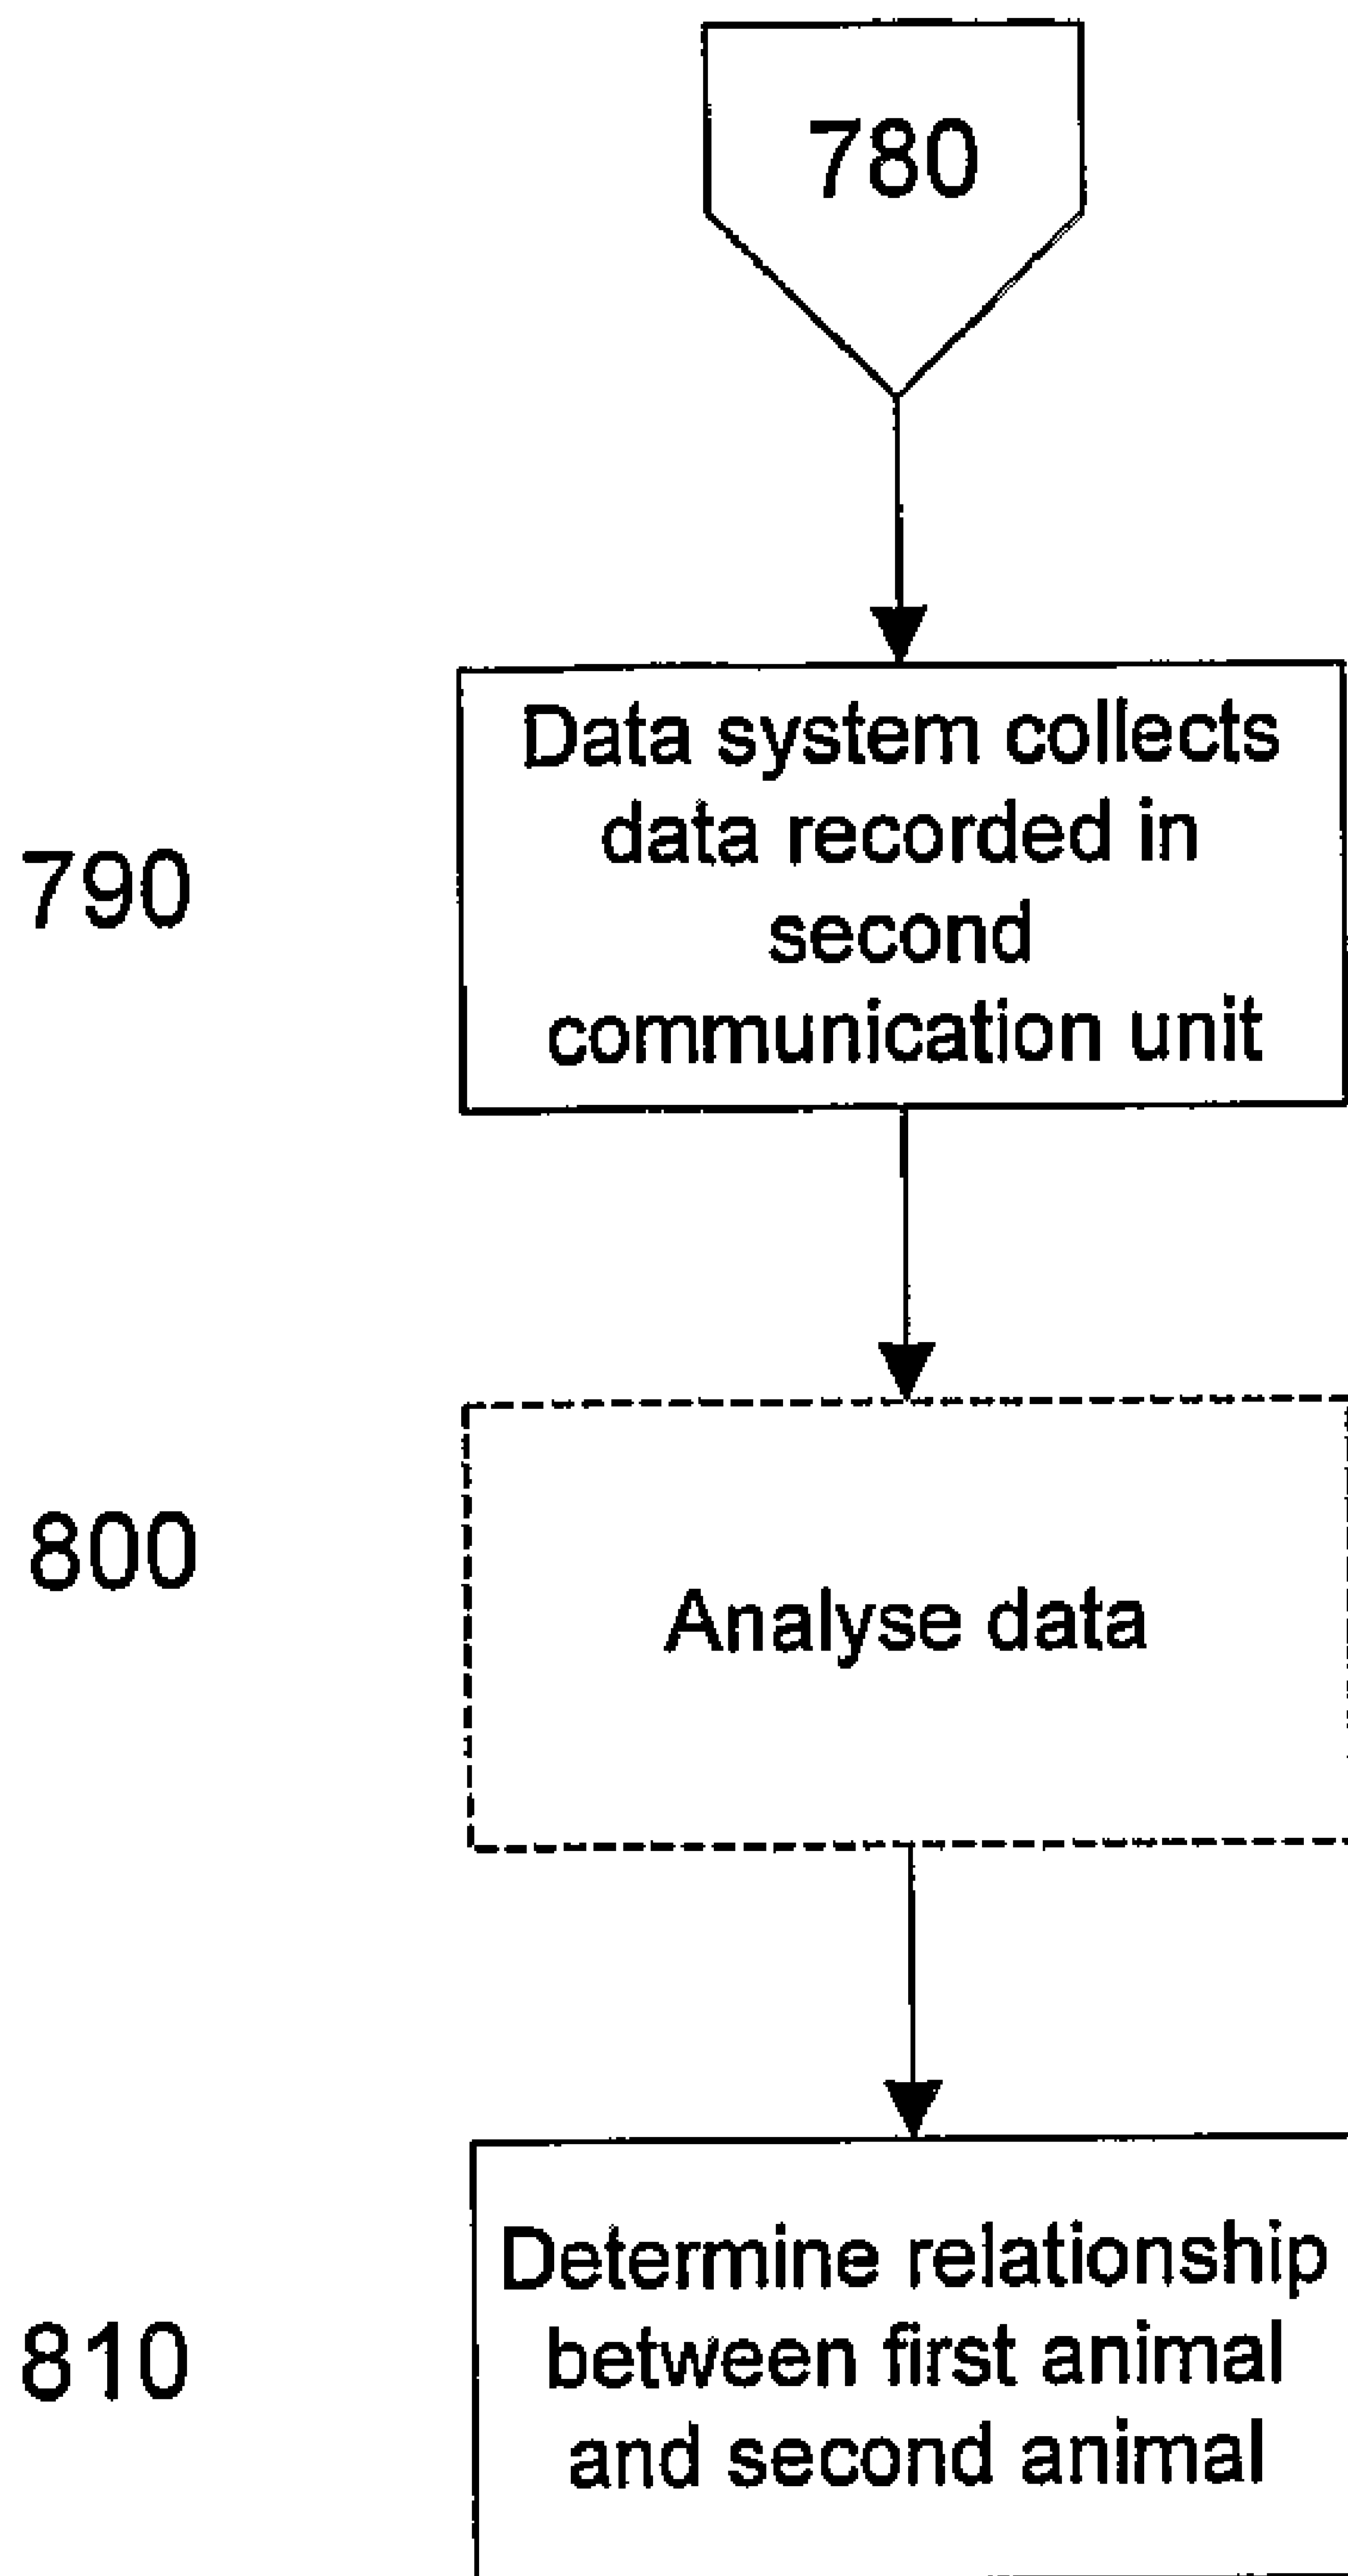 780
790
Data system collects
data recorded in
second
communication unit
800
Analyse data
810
Determine relationship
between first animal
and second animal